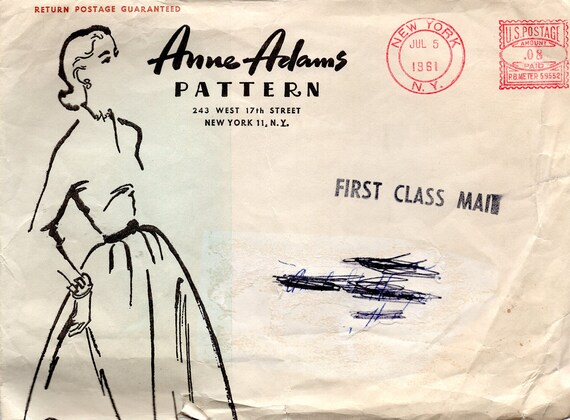 RETURN POSTAGE GUARANTEED
Anne Adams
PATTERN
243 WEST 17th STREET
NEW YORK 11, N.Y.
NEW YORK
JUL 5
1961
N.Y.
U.S. POSTAGE
AMOUNT
.08
PAID
P.B. METER 59552
FIRST CLASS MAIL